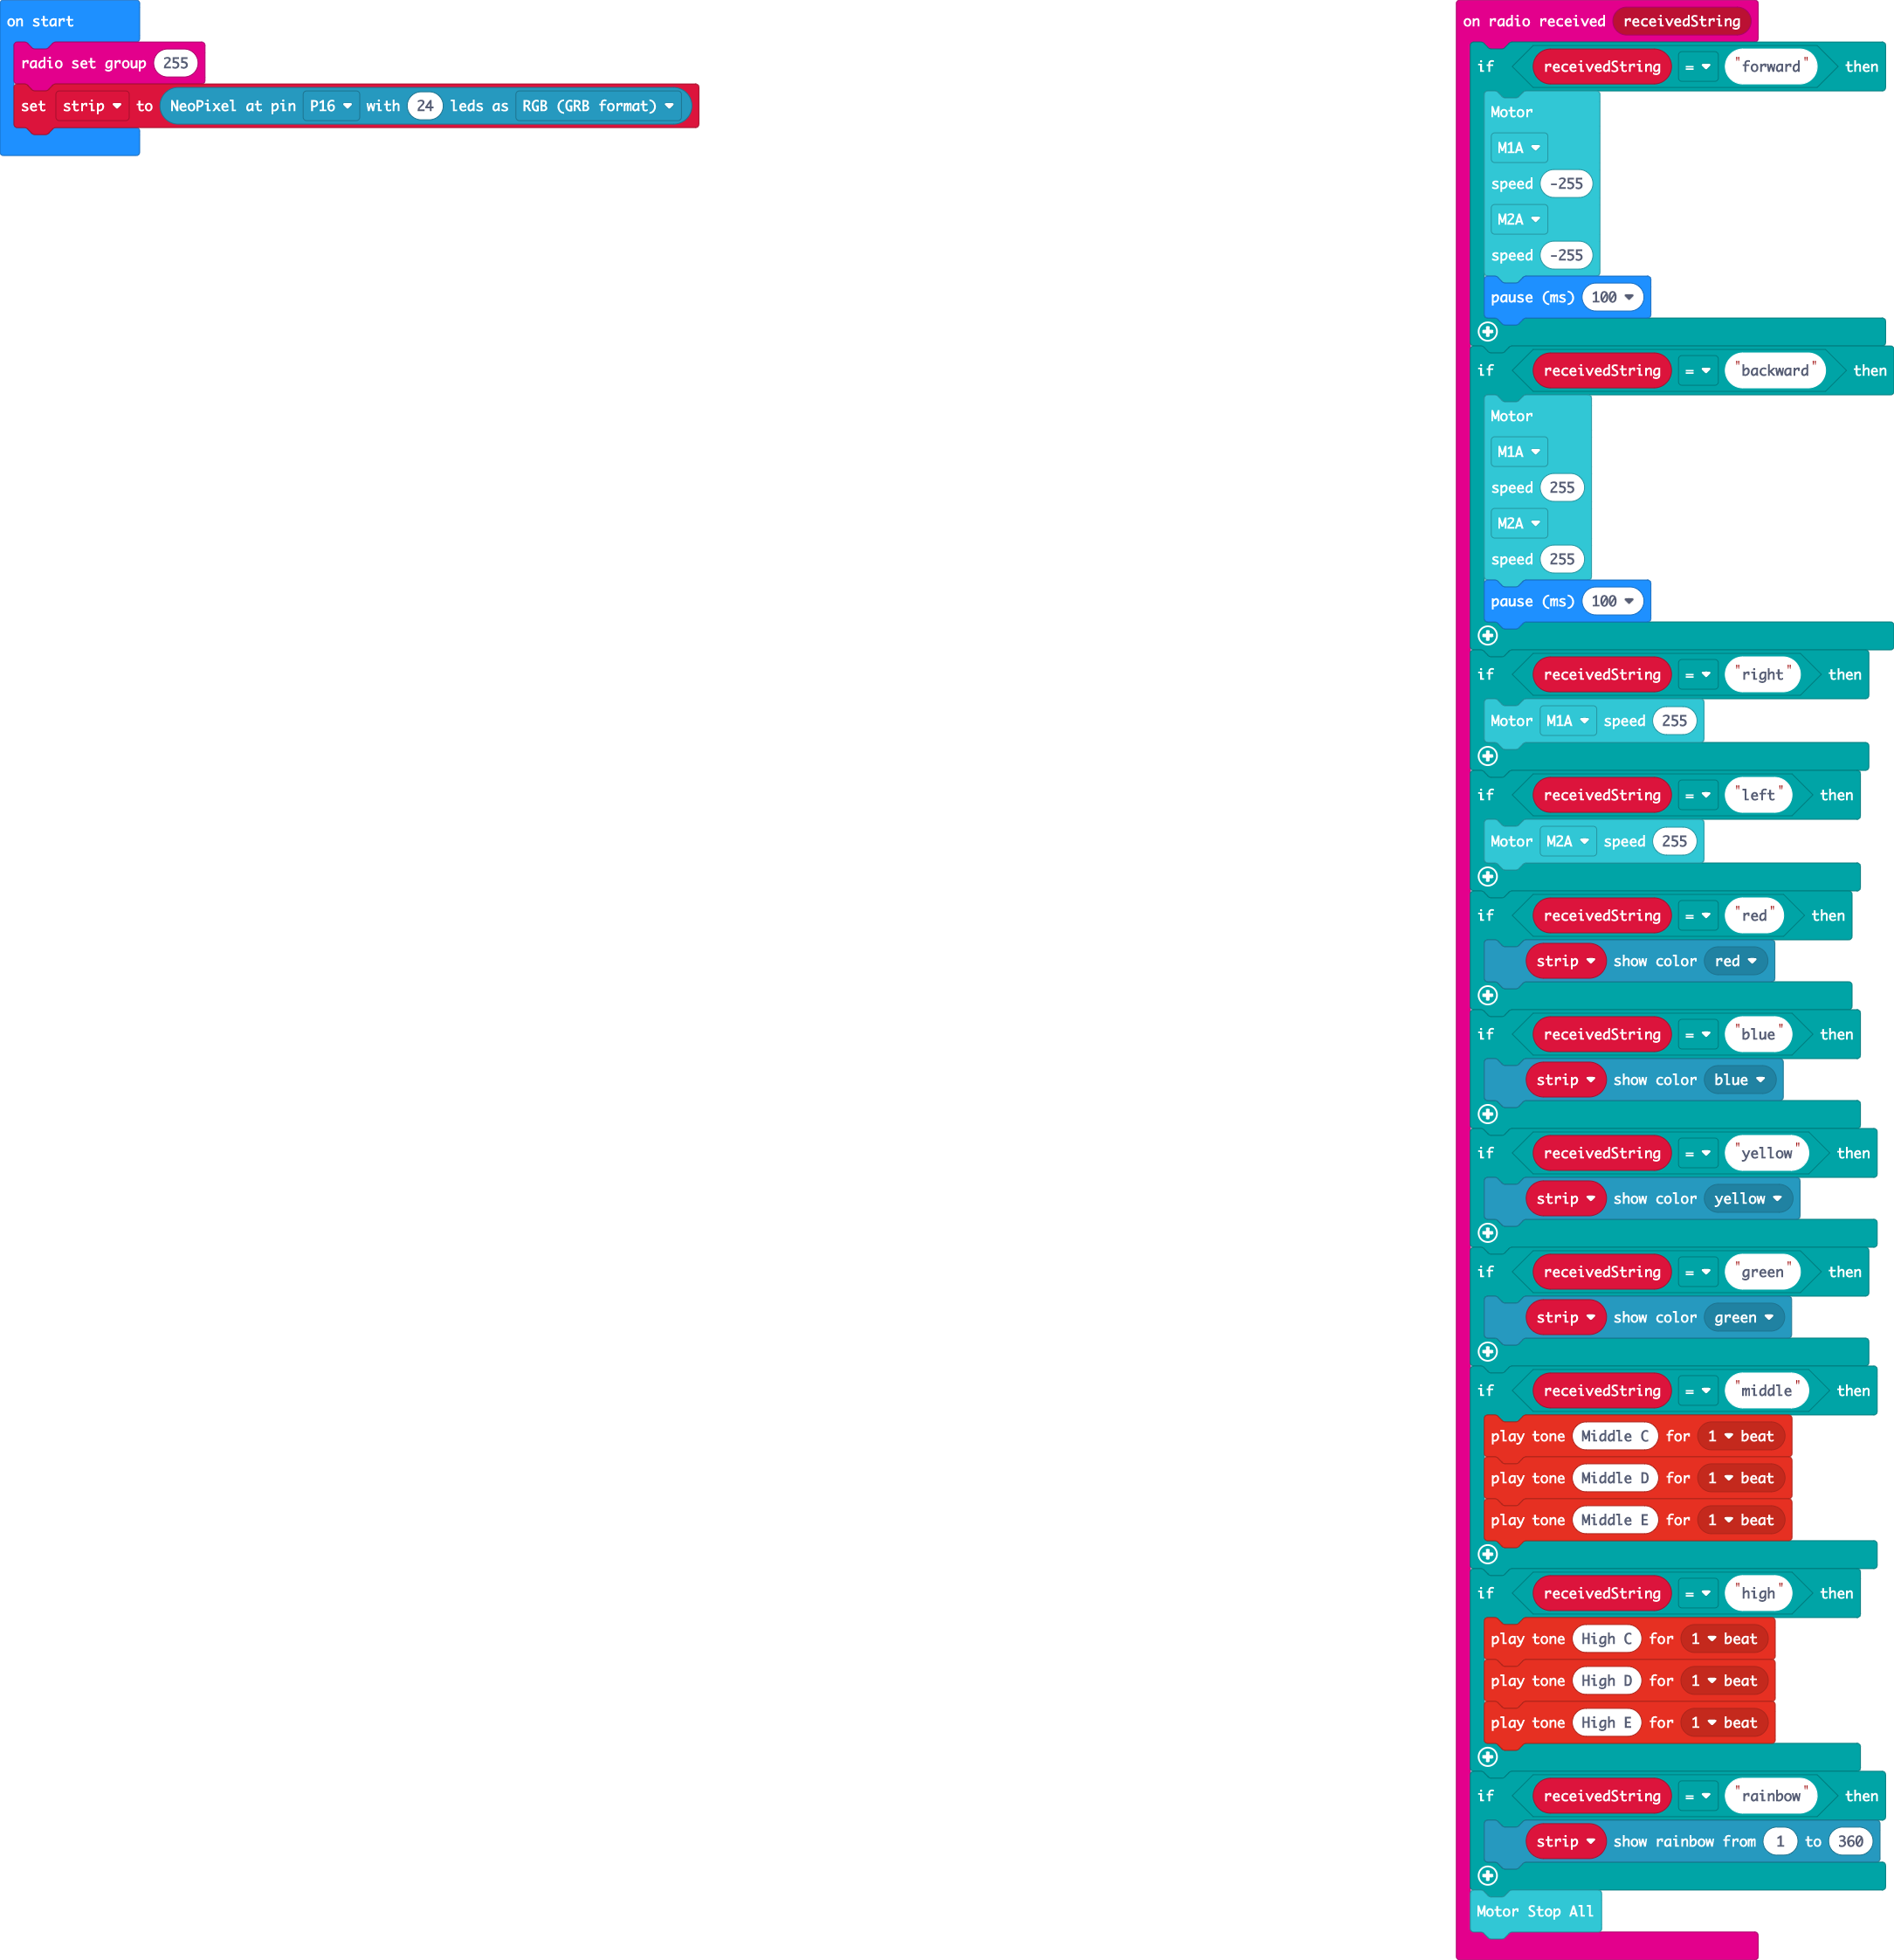 on start
radio set group 255
set strip to NeoPixel at pin P16 with 24 leds as RGB (GRB format)
on radio received receivedString
if receivedString = "forward" then
Motor
M1A
speed -255
M2A
speed -255
pause (ms) 100
if receivedString = "backward" then
Motor
M1A
speed 255
M2A
speed 255
pause (ms) 100
if receivedString = "right" then
Motor M1A speed 255
if receivedString = "left" then
Motor M2A speed 255
if receivedString = "red" then
strip show color red
if receivedString = "blue" then
strip show color blue
if receivedString = "yellow" then
strip show color yellow
if receivedString = "green" then
strip show color green
if receivedString = "middle" then
play tone Middle C for 1 beat
play tone Middle D for 1 beat
play tone Middle E for 1 beat
if receivedString = "high" then
play tone High C for 1 beat
play tone High D for 1 beat
play tone High E for 1 beat
if receivedString = "rainbow" then
strip show rainbow from 1 to 360
Motor Stop All